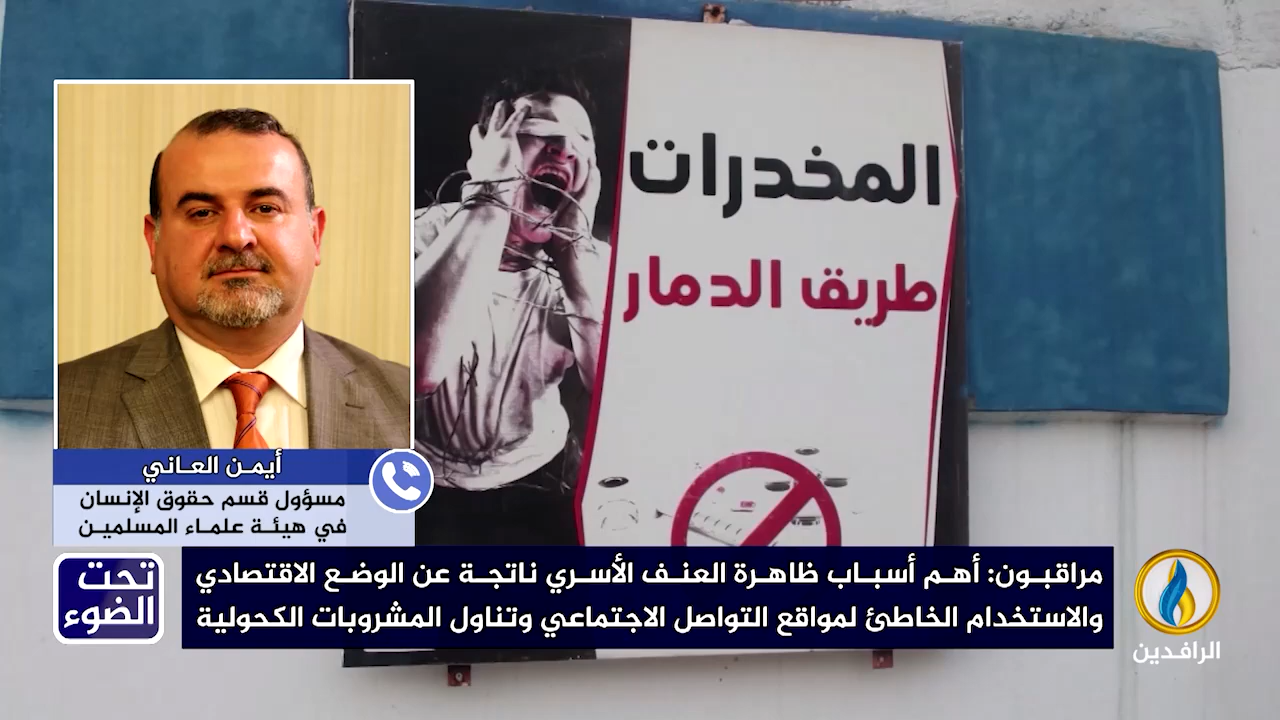 المخدرات
طريق الدمار
أيمن العاني
مسؤول قسم حقوق الإنسان
في هيئة علماء المسلمين
مراقبون: أهم أسباب ظاهرة العنف الأسري ناتجة عن الوضع الاقتصادي
والاستخدام الخاطئ لمواقع التواصل الاجتماعي وتناول المشروبات الكحولية
تحت
الضوء
الرافدين